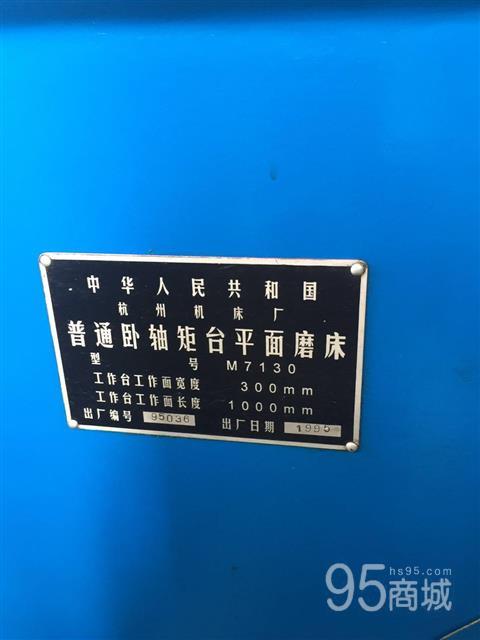 中华人民共和国
杭州机床厂
普通卧轴矩台平面磨床
型号 M7130
工作台工作面宽度 300mm
工作台工作面长度 1000mm
出厂编号 95036 出厂日期 1995
hs95.com
95商城